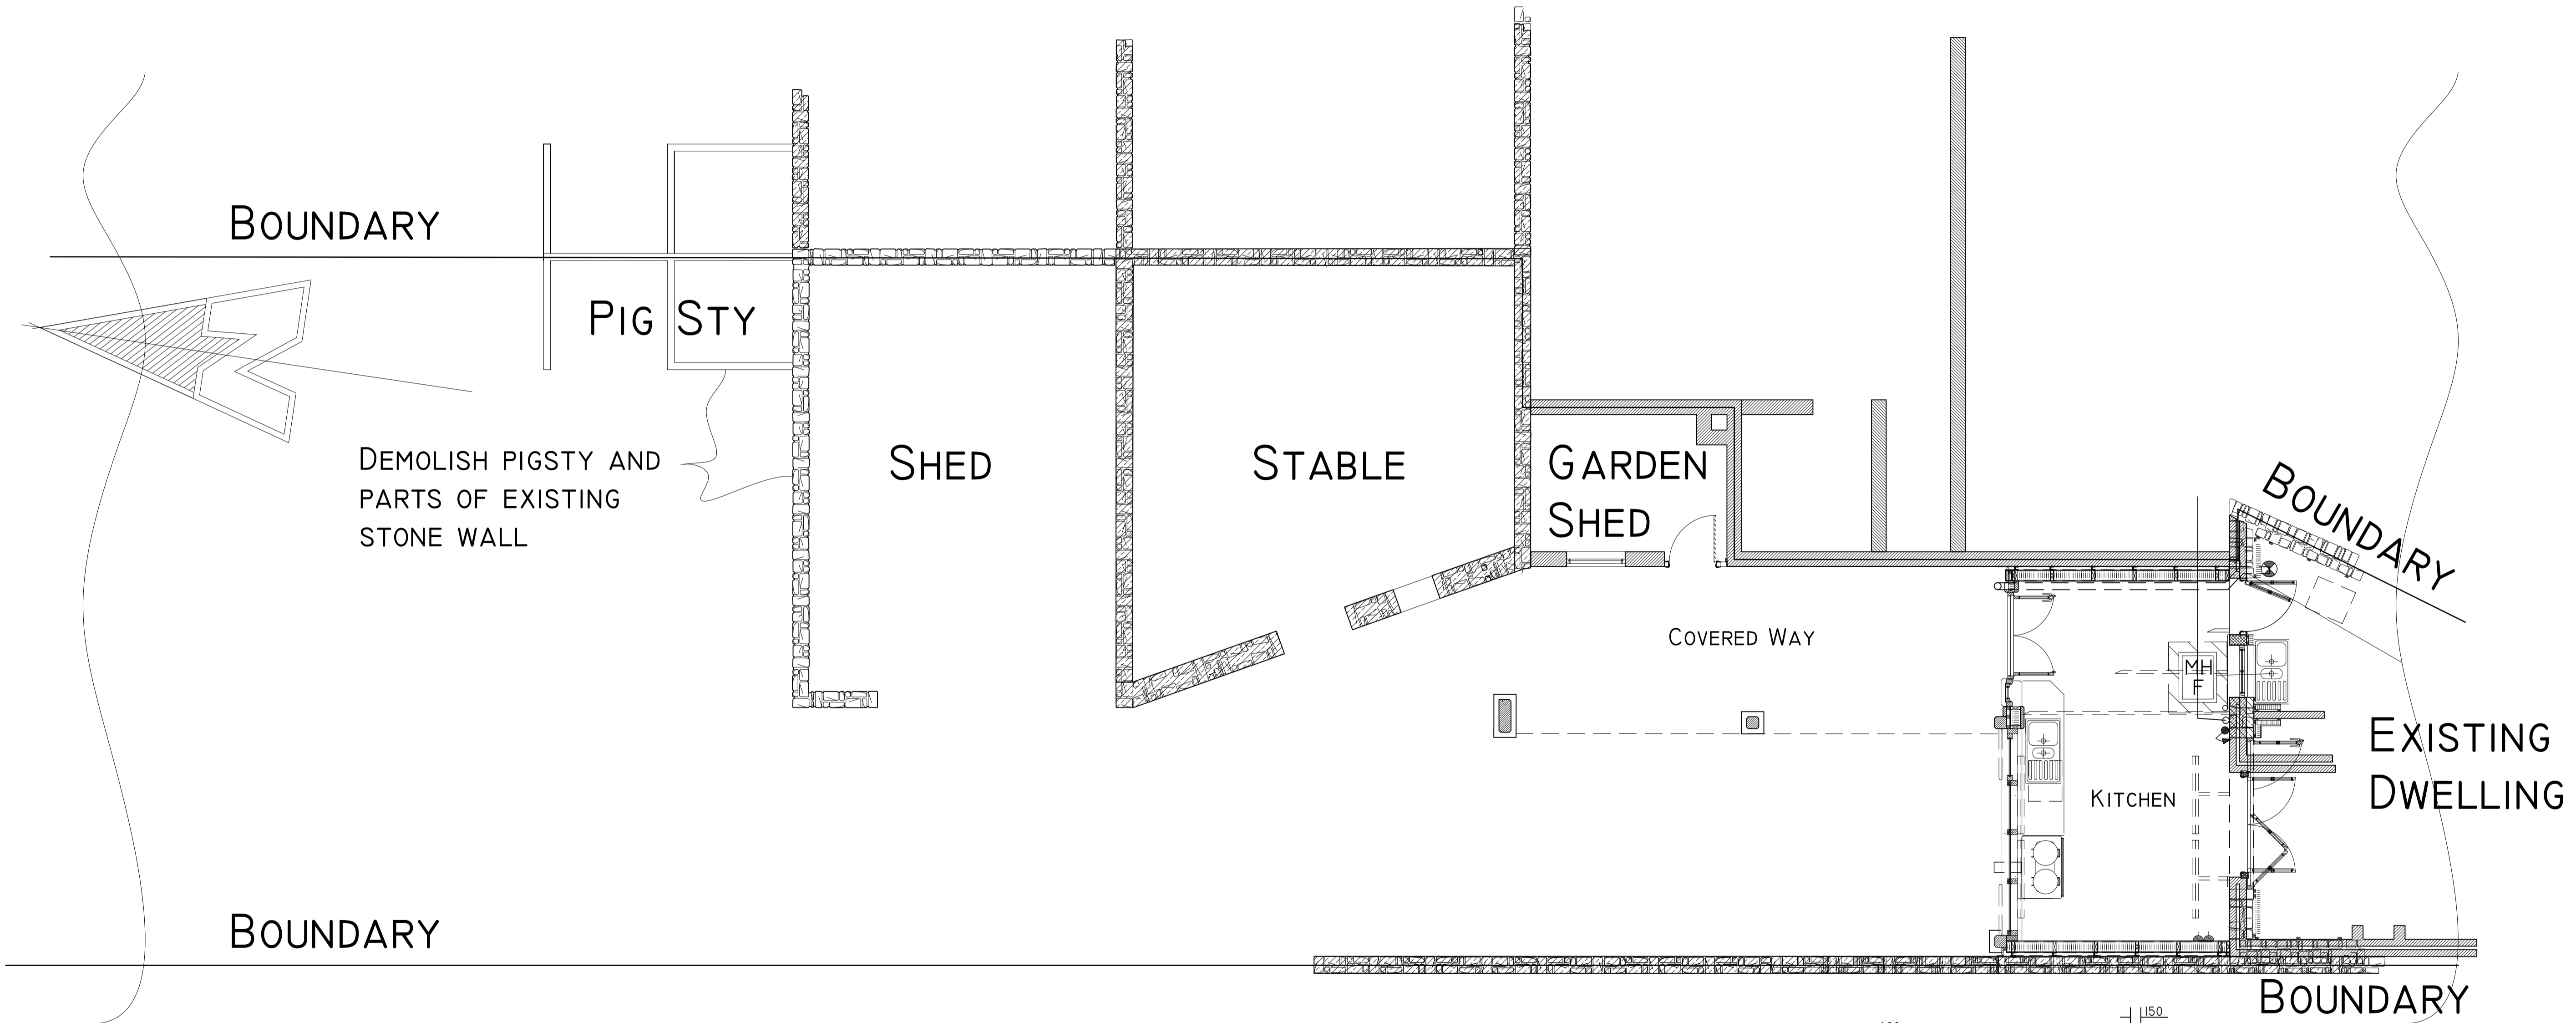 BOUNDARY
PIG STY
DEMOLISH PIGSTY AND
PARTS OF EXISTING
STONE WALL
SHED
STABLE
GARDEN
SHED
COVERED WAY
BOUNDARY
MH
F
KITCHEN
EXISTING
DWELLING
BOUNDARY
BOUNDARY
150